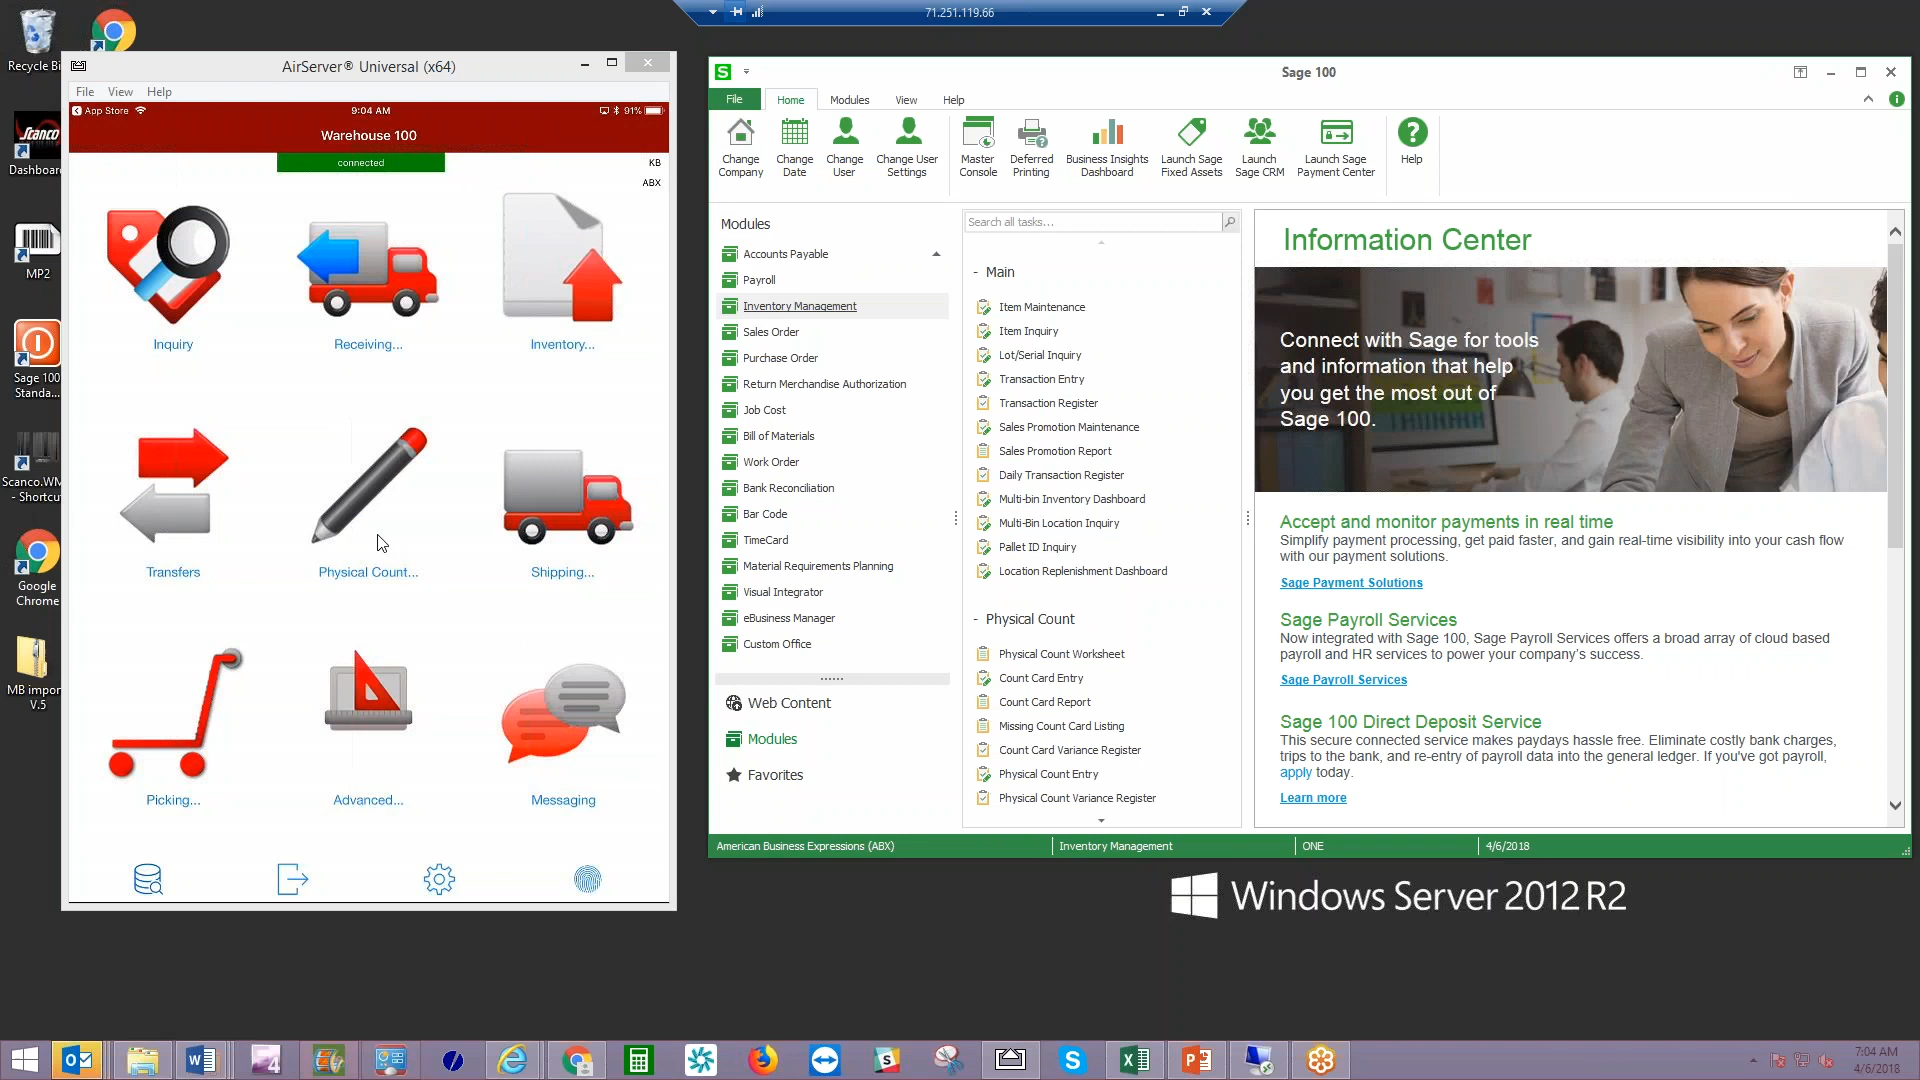 71.251.119.66
Recycle Bi
Dashboar
MP2
Sage 100
Standa...
Scanco.WM
- Shortcu
Google
Chrome
MB impor
V.5
AirServer® Universal (x64)
File View Help
App Store
9:04 AM
91%
Warehouse 100
connected
KB
ABX
Inquiry
Receiving...
Inventory...
Transfers
Physical Count...
Shipping...
Picking...
Advanced...
Messaging
Sage 100
File Home Modules View Help
Change
Company
Change
Date
Change
User
Change User
Settings
Master
Console
Deferred
Printing
Business Insights
Dashboard
Launch Sage
Fixed Assets
Launch
Sage CRM
Launch Sage
Payment Center
Help
Modules
Accounts Payable
Payroll
Inventory Management
Sales Order
Purchase Order
Return Merchandise Authorization
Job Cost
Bill of Materials
Work Order
Bank Reconciliation
Bar Code
TimeCard
Material Requirements Planning
Visual Integrator
eBusiness Manager
Custom Office
Web Content
Modules
Favorites
Search all tasks...
- Main
Item Maintenance
Item Inquiry
Lot/Serial Inquiry
Transaction Entry
Transaction Register
Sales Promotion Maintenance
Sales Promotion Report
Daily Transaction Register
Multi-bin Inventory Dashboard
Multi-Bin Location Inquiry
Pallet ID Inquiry
Location Replenishment Dashboard
- Physical Count
Physical Count Worksheet
Count Card Entry
Count Card Report
Missing Count Card Listing
Count Card Variance Register
Physical Count Entry
Physical Count Variance Register
Information Center
Connect with Sage for tools
and information that help
you get the most out of
Sage 100.
Accept and monitor payments in real time
Simplify payment processing, get paid faster, and gain real-time visibility into your cash flow
with our payment solutions.
Sage Payment Solutions
Sage Payroll Services
Now integrated with Sage 100, Sage Payroll Services offers a broad array of cloud based
payroll and HR services to power your company's success.
Sage Payroll Services
Sage 100 Direct Deposit Service
This secure connected service makes paydays hassle free. Eliminate costly bank charges,
trips to the bank, and re-entry of payroll data into the general ledger. If you've got payroll,
apply today.
Learn more
American Business Expressions (ABX)
Inventory Management
ONE
4/6/2018
Windows Server 2012 R2
7:04 AM
4/6/2018